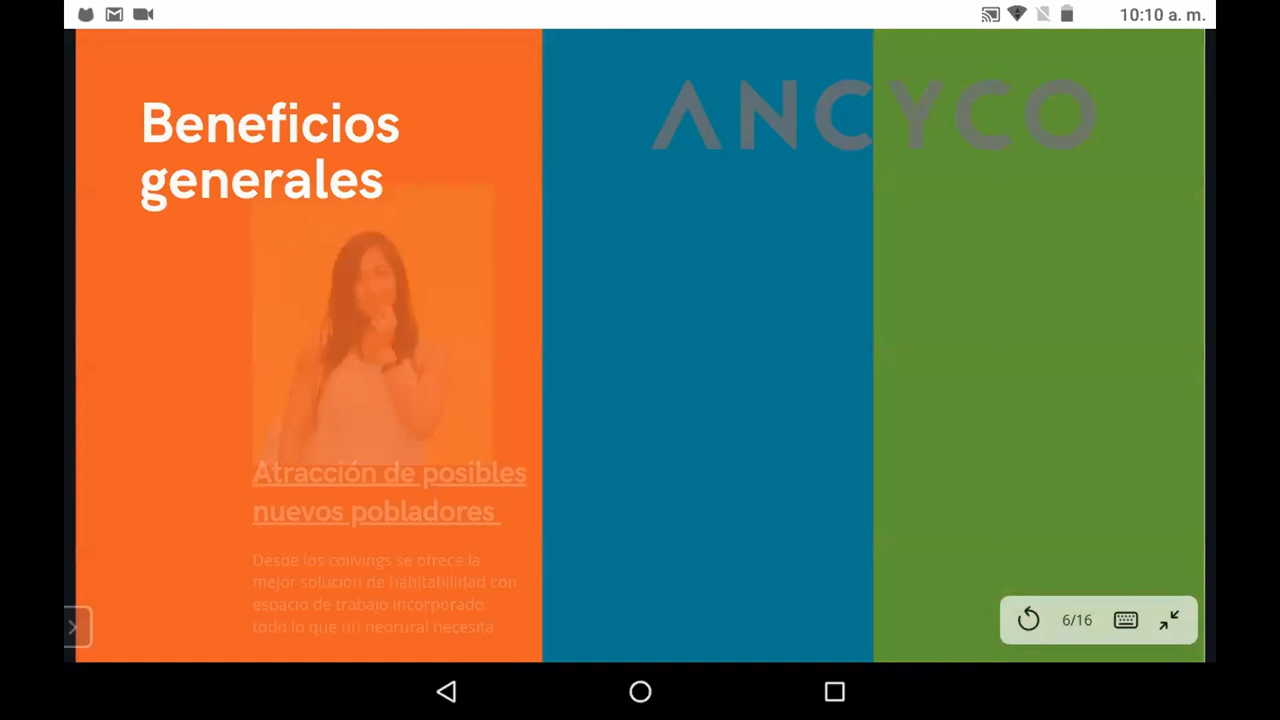 10:10 a. m.
Beneficios
generales
ANCYCO
Atracción de posibles
nuevos pobladores
Desde los colivings se ofrece la
mejor solución de habitabilidad con
espacio de trabajo incorporado,
todo lo que un neorural necesita
6/16